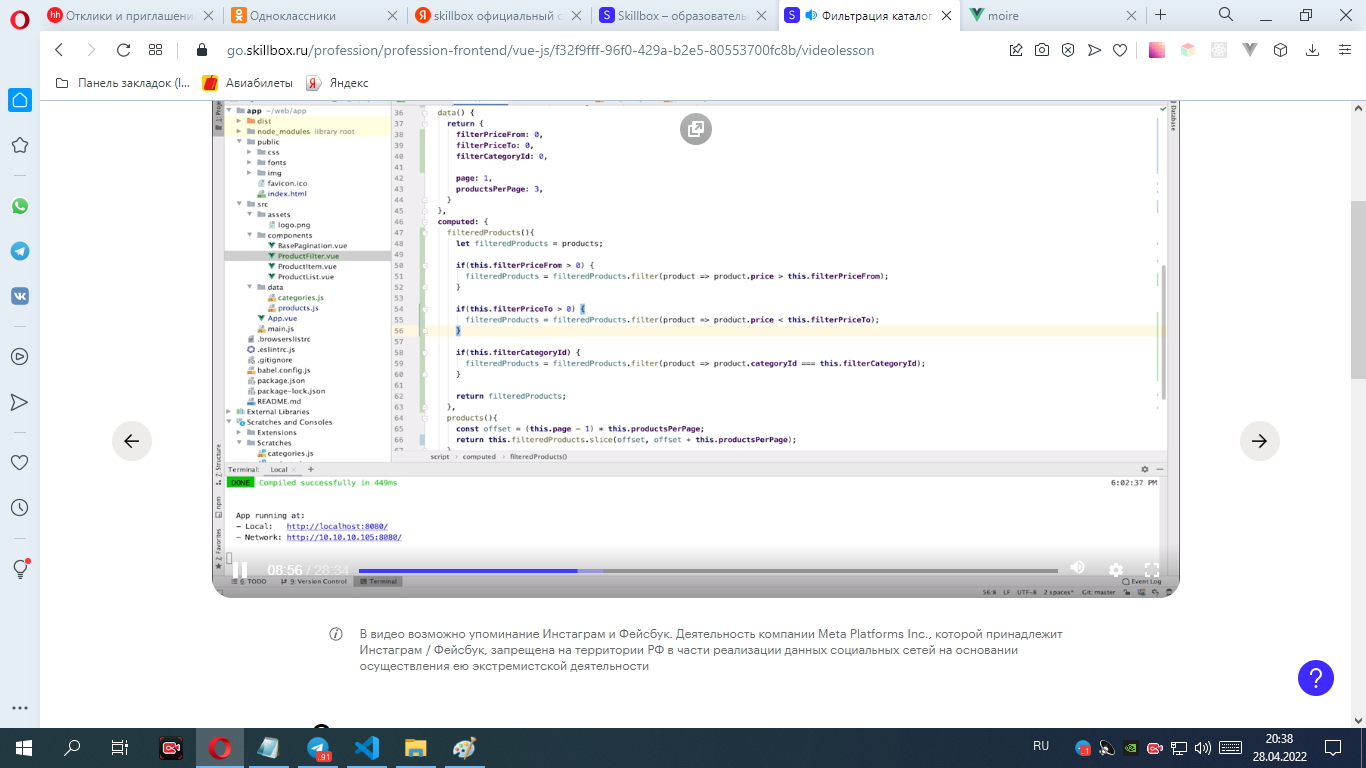 Отклики и приглашени
Одноклассники
skillbox официальный с
Skillbox – образователь
Фильтрация каталог
moire
go.skillbox.ru/profession/profession-frontend/vue-js/f32f9fff-96f0-429a-b2e5-80553700fc8b/videolesson
Панель закладок (I...
Авиабилеты
Яндекс
app ~/web/app
dist
node_modules library root
public
css
fonts
img
favicon.ico
index.html
src
assets
logo.png
components
BasePagination.vue
ProductFilter.vue
ProductItem.vue
ProductList.vue
data
categories.js
products.js
App.vue
main.js
.browserslistrc
.eslintrc.js
.gitignore
babel.config.js
package.json
package-lock.json
README.md
External Libraries
Scratches and Consoles
Extensions
Scratches
categories.js
36 data() {
37 return {
38 filterPriceFrom: 0,
39 filterPriceTo: 0,
40 filterCategoryId: 0,
41
42 page: 1,
43 productsPerPage: 3,
44 }
45 },
46 computed: {
47 filteredProducts(){
48 let filteredProducts = products;
49
50 if(this.filterPriceFrom > 0) {
51 filteredProducts = filteredProducts.filter(product => product.price > this.filterPriceFrom);
52 }
53
54 if(this.filterPriceTo > 0) {
55 filteredProducts = filteredProducts.filter(product => product.price < this.filterPriceTo);
56 }
57
58 if(this.filterCategoryId) {
59 filteredProducts = filteredProducts.filter(product => product.categoryId === this.filterCategoryId);
60 }
61
62 return filteredProducts;
63 },
64 products(){
65 const offset = (this.page - 1) * this.productsPerPage;
66 return this.filteredProducts.slice(offset, offset + this.productsPerPage);
script › computed › filteredProducts()
Database
Z: Structure
npm
2: Favorites
Terminal: Local × +
DONE Compiled successfully in 449ms
6:02:37 PM
App running at:
- Local: http://localhost:8080/
- Network: http://10.10.10.105:8080/
08:56 / 28:34
6: TODO
9: Version Control
Terminal
Event Log
56:8 LF UTF-8 2 spaces Git: master
В видео возможно упоминание Инстаграм и Фейсбук. Деятельность компании Meta Platforms Inc., которой принадлежит
Инстаграм / Фейсбук, запрещена на территории РФ в части реализации данных социальных сетей на основании
осуществления ею экстремистской деятельности
?
91
RU
20:38
28.04.2022